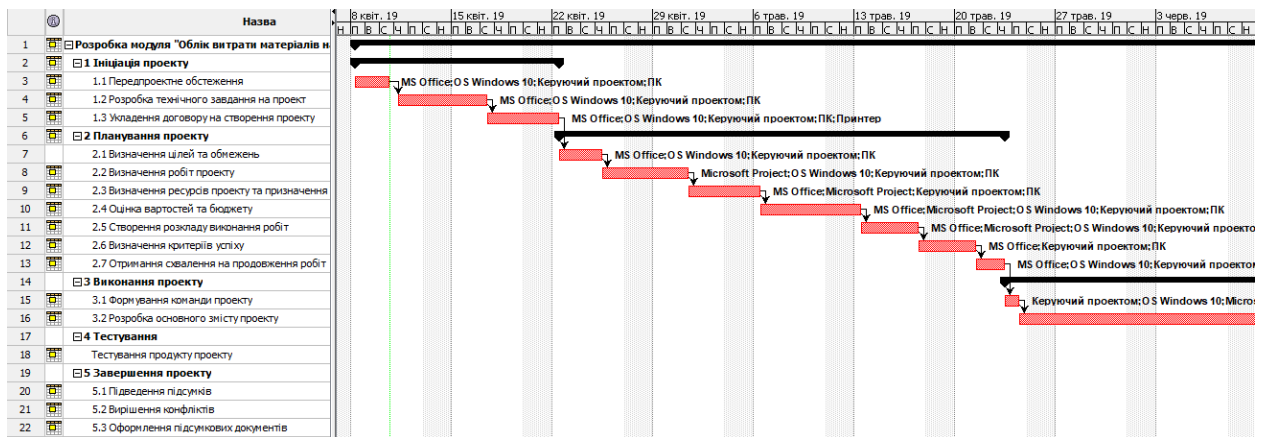 Назва
8 квіт. 19 15 квіт. 19 22 квіт. 19 29 квіт. 19 6 трав. 19 13 трав. 19 20 трав. 19 27 трав. 19 3 черв. 19
Н П В С Ч П С Н П В С Ч П С Н П В С Ч П С Н П В С Ч П С Н П В С Ч П С Н П В С Ч П С Н П В С Ч П С Н П В С Ч П С Н П В С Ч П С Н
1 Розробка модуля "Облік витрати матеріалів н
2 1 Ініціація проекту
3 1.1 Передпроектне обстеження MS Office;OS Windows 10;Керуючий проектом;ПК
4 1.2 Розробка технічного завдання на проект MS Office;OS Windows 10;Керуючий проектом;ПК
5 1.3 Укладення договору на створення проекту MS Office;OS Windows 10;Керуючий проектом;ПК;Принтер
6 2 Планування проекту
7 2.1 Визначення цілей та обмежень MS Office;OS Windows 10;Керуючий проектом;ПК
8 2.2 Визначення робіт проекту Microsoft Project;OS Windows 10;Керуючий проектом;ПК
9 2.3 Визначення ресурсів проекту та призначення MS Office;Microsoft Project;Керуючий проектом;ПК
10 2.4 Оцінка вартостей та бюджету MS Office;Microsoft Project;OS Windows 10;Керуючий проектом;ПК
11 2.5 Створення розкладу виконання робіт MS Office;Microsoft Project;OS Windows 10;Керуючий проекто
12 2.6 Визначення критеріїв успіху MS Office;Керуючий проектом;ПК
13 2.7 Отримання схвалення на продовження робіт MS Office;OS Windows 10;Керуючий проектом
14 3 Виконання проекту
15 3.1 Формування команди проекту Керуючий проектом;OS Windows 10;Micros
16 3.2 Розробка основного змісту проекту
17 4 Тестування
18 Тестування продукту проекту
19 5 Завершення проекту
20 5.1 Підведення підсумків
21 5.2 Вирішення конфліктів
22 5.3 Оформлення підсумкових документів